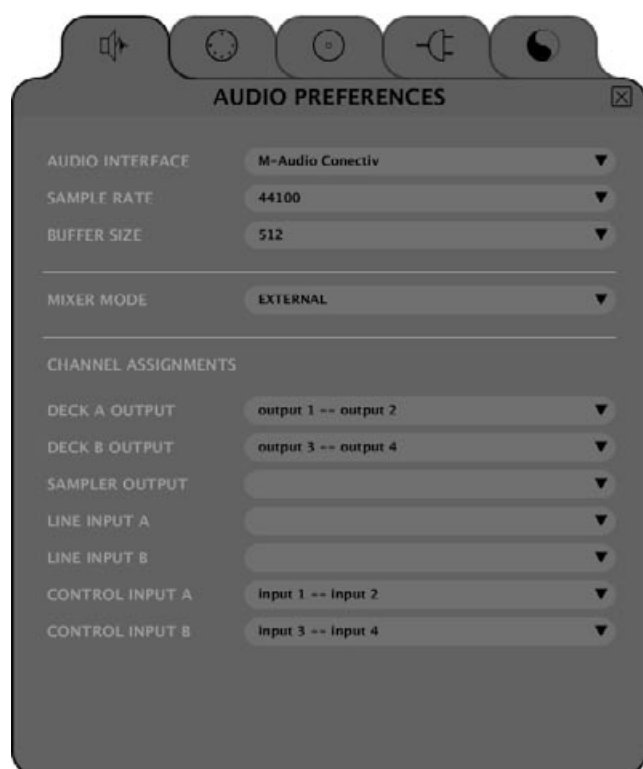 AUDIO PREFERENCES
AUDIO INTERFACE M-Audio Conectiv
SAMPLE RATE 44100
BUFFER SIZE 512
MIXER MODE EXTERNAL
CHANNEL ASSIGNMENTS
DECK A OUTPUT output 1 -- output 2
DECK B OUTPUT output 3 -- output 4
SAMPLER OUTPUT
LINE INPUT A
LINE INPUT B
CONTROL INPUT A input 1 -- input 2
CONTROL INPUT B input 3 -- input 4